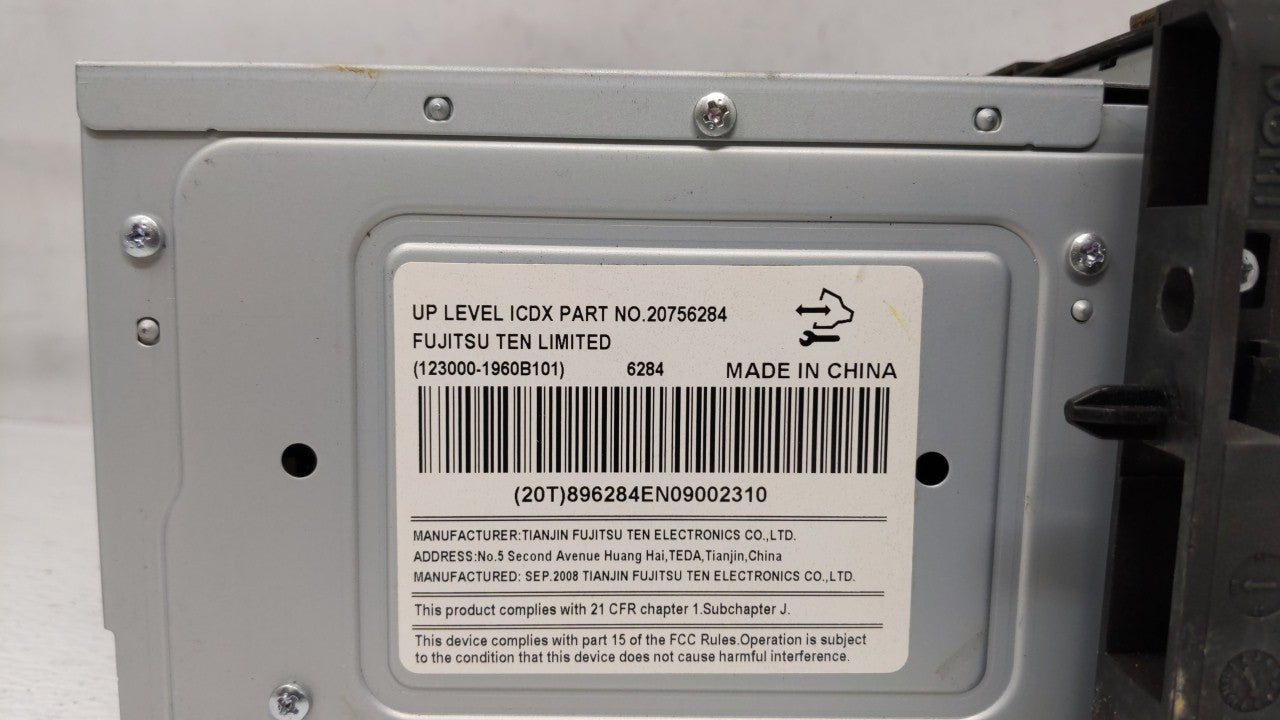 UP LEVEL ICDX PART NO.20756284
FUJITSU TEN LIMITED
(123000-1960B101) 6284 MADE IN CHINA
(20T)896284EN09002310
MANUFACTURER:TIANJIN FUJITSU TEN ELECTRONICS CO.,LTD.
ADDRESS:No.5 Second Avenue Huang Hai,TEDA,Tianjin,China
MANUFACTURED: SEP.2008 TIANJIN FUJITSU TEN ELECTRONICS CO.,LTD.
This product complies with 21 CFR chapter 1.Subchapter J.
This device complies with part 15 of the FCC Rules.Operation is subject
to the condition that this device does not cause harmful interference.